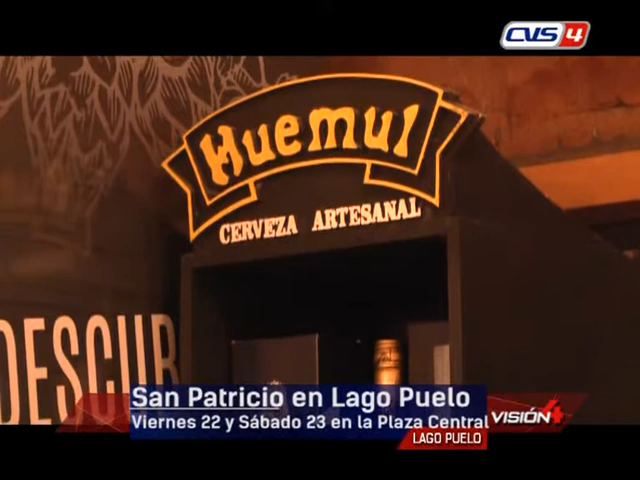 CVS 4
Huemul
CERVEZA ARTESANAL
DESCUB
San Patricio en Lago Puelo
Viernes 22 y Sábado 23 en la Plaza Central
VISIÓN 4
LAGO PUELO